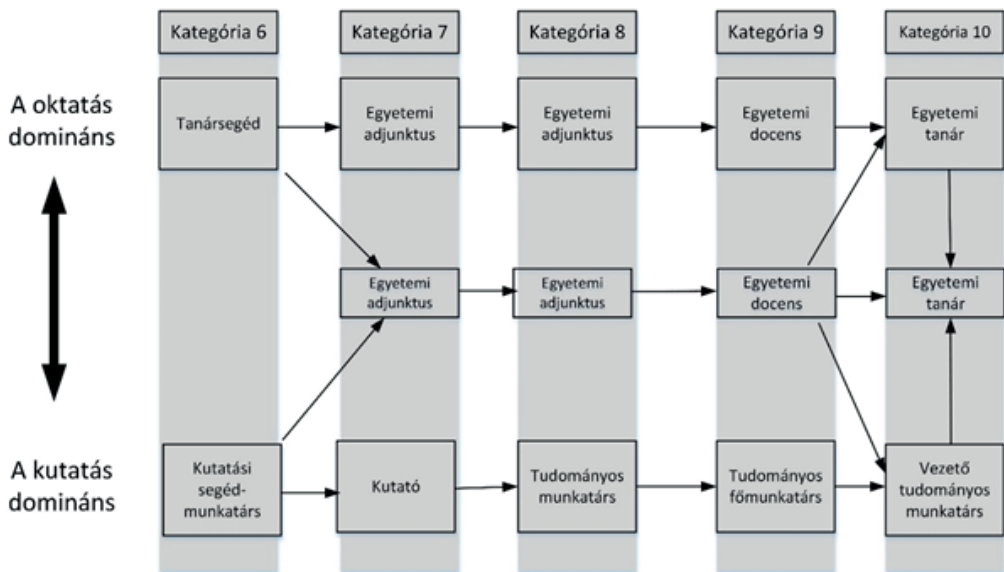 Kategória 6
Kategória 7
Kategória 8
Kategória 9
Kategória 10
A oktatás
domináns
Tanársegéd
Egyetemi
adjunktus
Egyetemi
adjunktus
Egyetemi
docens
Egyetemi
tanár
Egyetemi
adjunktus
Egyetemi
adjunktus
Egyetemi
docens
Egyetemi
tanár
A kutatás
domináns
Kutatási
segéd-
munkatárs
Kutató
Tudományos
munkatárs
Tudományos
főmunkatárs
Vezető
tudományos
munkatárs